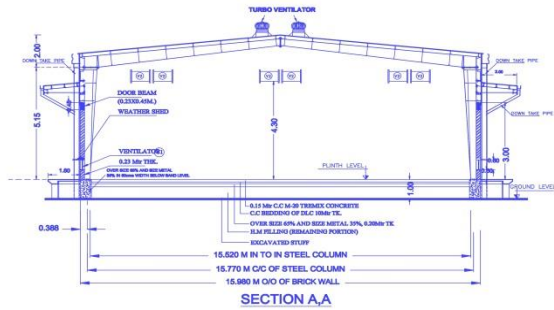 TURBO VENTILATOR
2.00
DOWN TAKE PIPE
DOWN TAKE PIPE
5.15
DOOR BEAM
(0.23X0.45M.)
WHATHER SHED
4.30
DOWN TAKE PIPE
VENTILATOR
0.23 Mtr THK.
3.00
PLINTH LEVEL
1.00
GROUND LEVEL
0.15 Mtr C.C M-20 TREMIX CONCRETE
C.C BEDDING OF DLC 10Mtr TK.
OVER SIZE 65% AND SIZE METAL 35%, 0.20Mtr TK
H.M FILLING (REMAINING PORTION)
EXCAVATED STUFF
0.388
15.520 M IN TO IN STEEL COLUMN
15.770 M C/C OF STEEL COLUMN
15.980 M O/O OF BRICK WALL
SECTION A,A